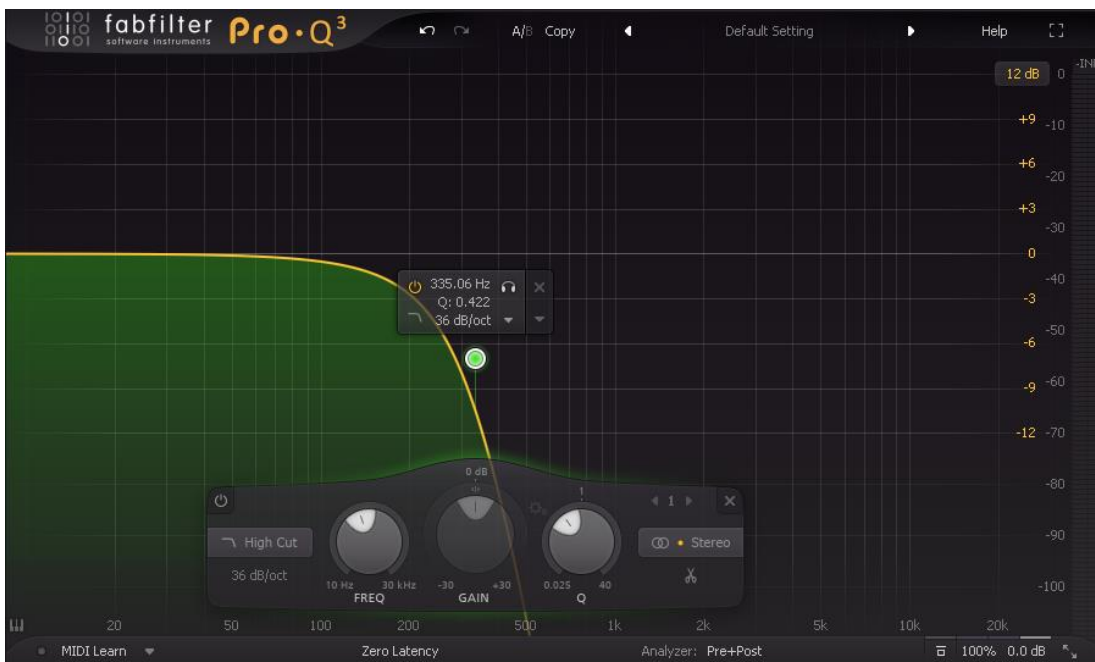 fabfilter Pro·Q³
software instruments
A/B Copy Default Setting Help
-INF
12 dB 0
+9 -10
+6 -20
+3 -30
0 -40
-3 -50
-6 -60
-9 -70
-12 -80
-90
-100
335.06 Hz
Q: 0.422
36 dB/oct
0 dB
1
1
High Cut
Stereo
36 dB/oct
10 Hz 30 kHz -30 +30 0.025 40
FREQ GAIN Q
20 50 100 200 500 1k 2k 5k 10k 20k
MIDI Learn Zero Latency Analyzer: Pre+Post 100% 0.0 dB